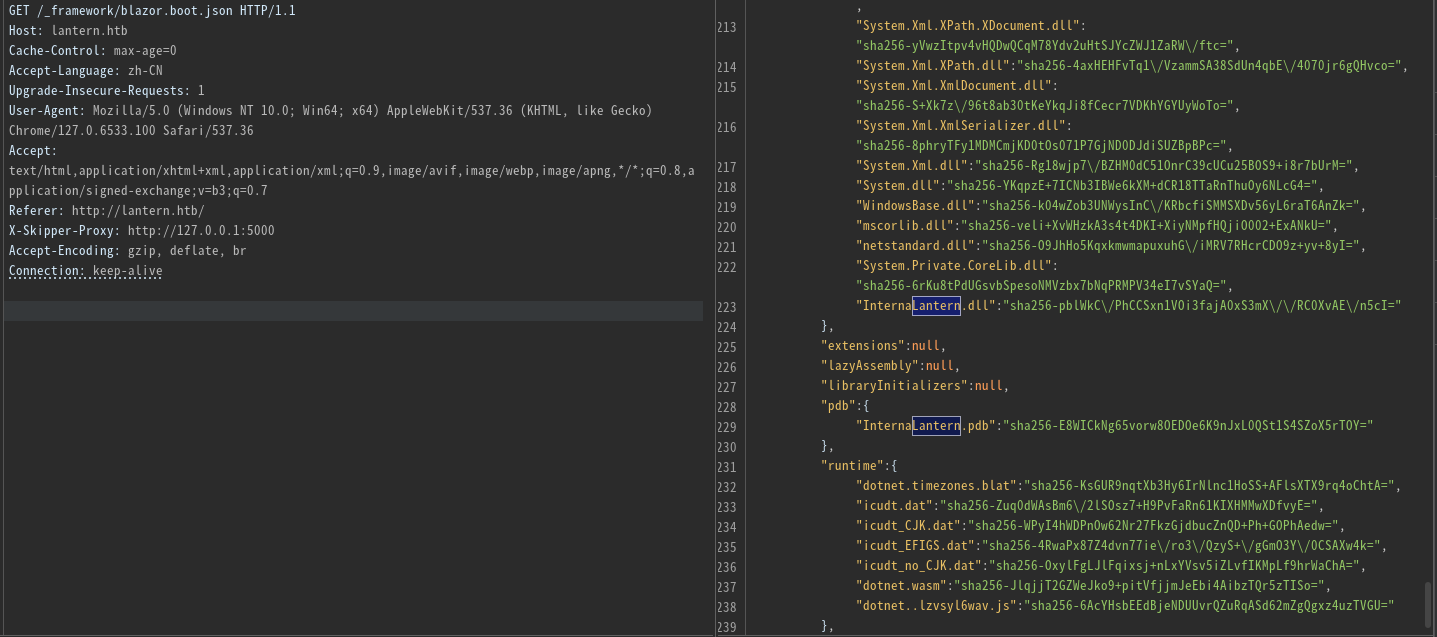 GET /_framework/blazor.boot.json HTTP/1.1
Host: lantern.htb
Cache-Control: max-age=0
Accept-Language: zh-CN
Upgrade-Insecure-Requests: 1
User-Agent: Mozilla/5.0 (Windows NT 10.0; Win64; x64) AppleWebKit/537.36 (KHTML, like Gecko)
Chrome/127.0.6533.100 Safari/537.36
Accept:
text/html,application/xhtml+xml,application/xml;q=0.9,image/avif,image/webp,image/apng,*/*;q=0.8,a
pplication/signed-exchange;v=b3;q=0.7
Referer: http://lantern.htb/
X-Skipper-Proxy: http://127.0.0.1:5000
Accept-Encoding: gzip, deflate, br
Connection: keep-alive
,
213 "System.Xml.XPath.XDocument.dll":
"sha256-yVwzItpv4vHQDwQCqM78Ydv2uHtSJYcZWJ1ZaRW\/ftc=",
214 "System.Xml.XPath.dll":"sha256-4axHEHFvTq1\/VzammSA38SdUn4qbE\/4070jr6gQHvco=",
215 "System.Xml.XmlDocument.dll":
"sha256-S+Xk7z\/96t8ab3OtKeYkqJi8fCecr7VDKhYGYUyWoTo=",
216 "System.Xml.XmlSerializer.dll":
"sha256-8phryTFy1MDMCmjKDOtOs071P7GjNDODJdiSUZBpBPc=",
217 "System.Xml.dll":"sha256-Rg18wjp7\/BZHMOdC51OnrC39cUCu25BOS9+i8r7bUrM=",
218 "System.dll":"sha256-YKqpzE+7ICNb3IBWe6kXM+dCR18TTaRnThuOy6NLcG4=",
219 "WindowsBase.dll":"sha256-k04wZob3UNWysInC\/KRbcfiSMMSXDv56yL6raT6AnZk=",
220 "mscorlib.dll":"sha256-veli+XvWHzkA3s4t4DKI+XiyNMpfHQjiO0O2+ExANkU=",
221 "netstandard.dll":"sha256-O9JhHo5Kqxkmwmapuxuh­G\/iMRV7RHcrCDO9z+yv+8yI=",
222 "System.Private.CoreLib.dll":
"sha256-6rKu8tPdUGsvbSpesoNMVzbx7bNqPRMPV34eI7vSYaQ=",
223 "InternaLantern.dll":"sha256-pblWkC\/PhCCSxn1VOi3fajAOxS3mX\/\/RCOXvAE\/n5cI="
224 },
225 "extensions":null,
226 "lazyAssembly":null,
227 "libraryInitializers":null,
228 "pdb":{
229 "InternaLantern.pdb":"sha256-E8WICkNg65vorw8OEDOe6K9nJxLOQSt1S4SZoX5rTOY="
230 },
231 "runtime":{
232 "dotnet.timezones.blat":"sha256-KsGUR9nqtXb3Hy6IrNlnc1HoSS+AFlsXTX9rq4oChtA=",
233 "icudt.dat":"sha256-Zuq0dWAsBm6\/2lSOsz7+H9PvFaRn61KIXHMMwXDfvyE=",
234 "icudt_CJK.dat":"sha256-WPyI4hWDPnOw62Nr27FkzGjdbucZnQD+Ph+GOPhAedw=",
235 "icudt_EFIGS.dat":"sha256-4RwaPx87Z4dvn77ie\/ro3\/QzyS+\/gGmO3Y\/0CSAXw4k=",
236 "icudt_no_CJK.dat":"sha256-OxylFgLJlFqixsj+nLxYVsv5iZLvfIKMpLf9hrWaChA=",
237 "dotnet.wasm":"sha256-JlqjjT2GZWeJko9+pitVfjjmJeEbi4AibzTQr5zTISo=",
238 "dotnet..lzvsyl6wav.js":"sha256-6AcYHsbEEdBjeNDUUvrQZuRqASd62mZgQgxz4uzTVGU="
239 },